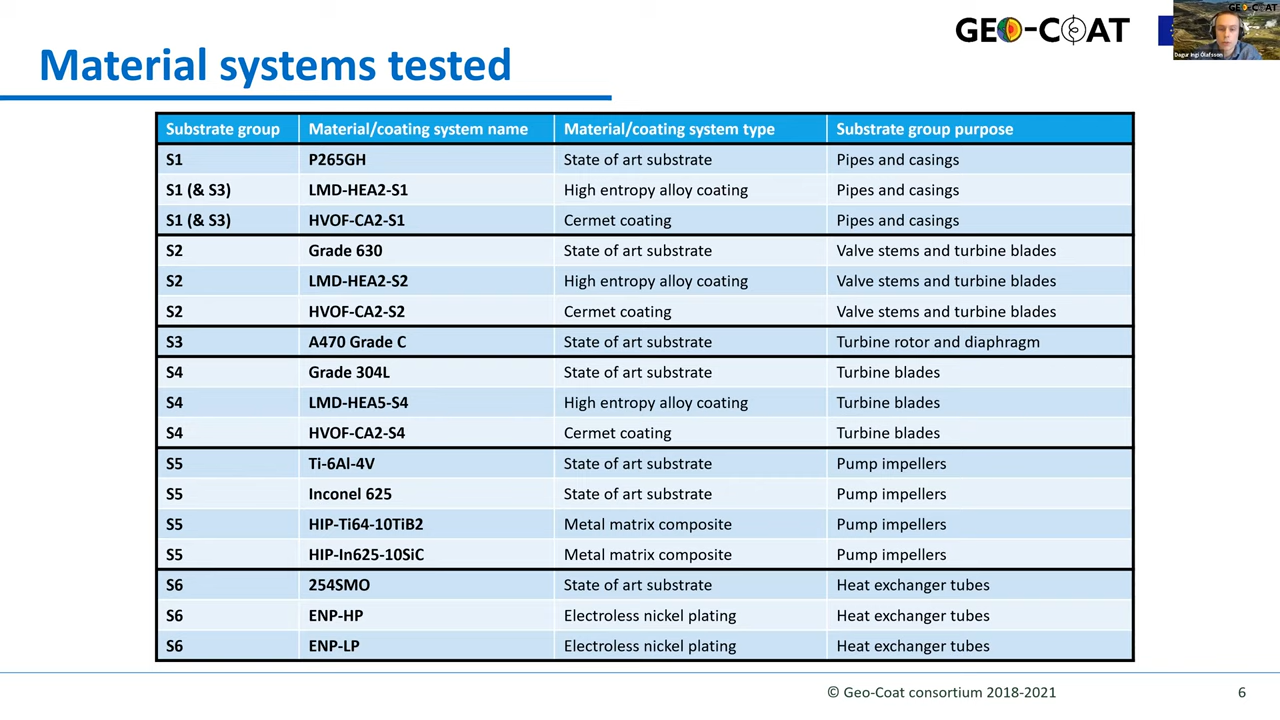 GEO-COAT
GEO-COAT
Dagur Ingi Ólafsson
Material systems tested
Substrate group Material/coating system name Material/coating system type Substrate group purpose
S1 P265GH State of art substrate Pipes and casings
S1 (& S3) LMD-HEA2-S1 High entropy alloy coating Pipes and casings
S1 (& S3) HVOF-CA2-S1 Cermet coating Pipes and casings
S2 Grade 630 State of art substrate Valve stems and turbine blades
S2 LMD-HEA2-S2 High entropy alloy coating Valve stems and turbine blades
S2 HVOF-CA2-S2 Cermet coating Valve stems and turbine blades
S3 A470 Grade C State of art substrate Turbine rotor and diaphragm
S4 Grade 304L State of art substrate Turbine blades
S4 LMD-HEA5-S4 High entropy alloy coating Turbine blades
S4 HVOF-CA2-S4 Cermet coating Turbine blades
S5 Ti-6Al-4V State of art substrate Pump impellers
S5 Inconel 625 State of art substrate Pump impellers
S5 HIP-Ti64-10TiB2 Metal matrix composite Pump impellers
S5 HIP-In625-10SiC Metal matrix composite Pump impellers
S6 254SMO State of art substrate Heat exchanger tubes
S6 ENP-HP Electroless nickel plating Heat exchanger tubes
S6 ENP-LP Electroless nickel plating Heat exchanger tubes
© Geo-Coat consortium 2018-2021 6